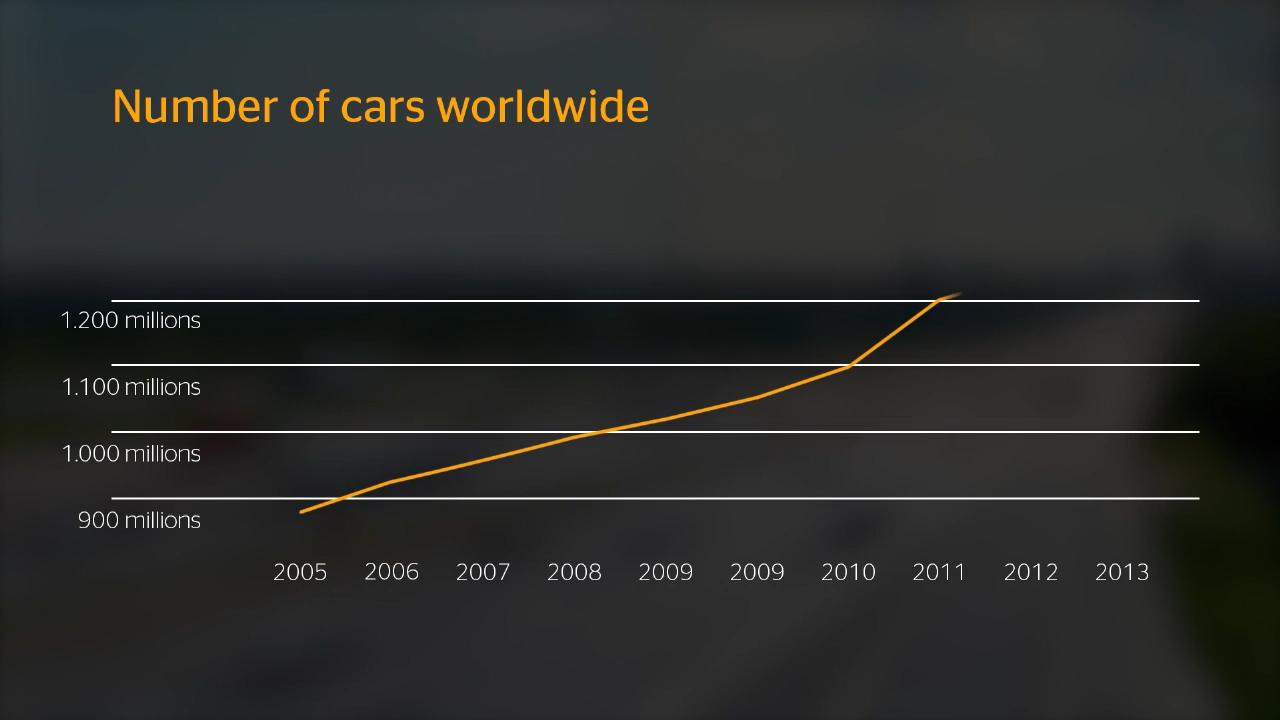 Number of cars worldwide
1.200 millions
1.100 millions
1.000 millions
900 millions
2005 2006 2007 2008 2009 2009 2010 2011 2012 2013